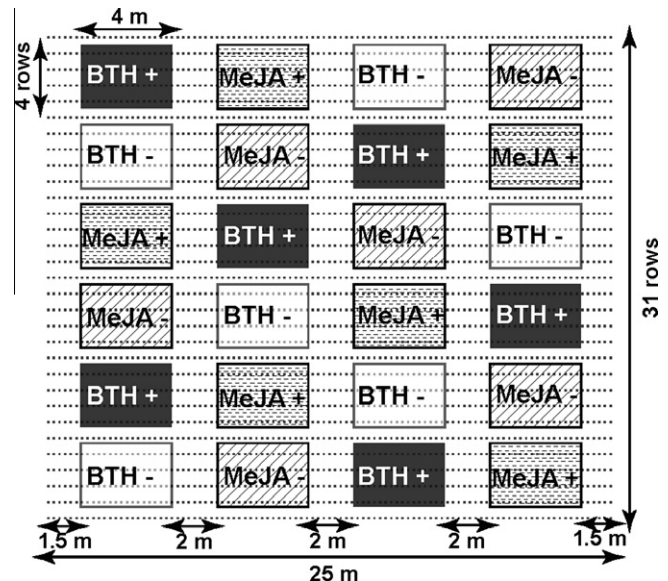 4 m
4 rows
BTH + MeJA + BTH - MeJA -
BTH - MeJA - BTH + MeJA +
MeJA + BTH + MeJA - BTH -
31 rows
MeJA - BTH - MeJA + BTH +
BTH + MeJA + BTH - MeJA -
BTH - MeJA - BTH + MeJA +
1.5 m 2 m 2 m 2 m 1.5 m
25 m